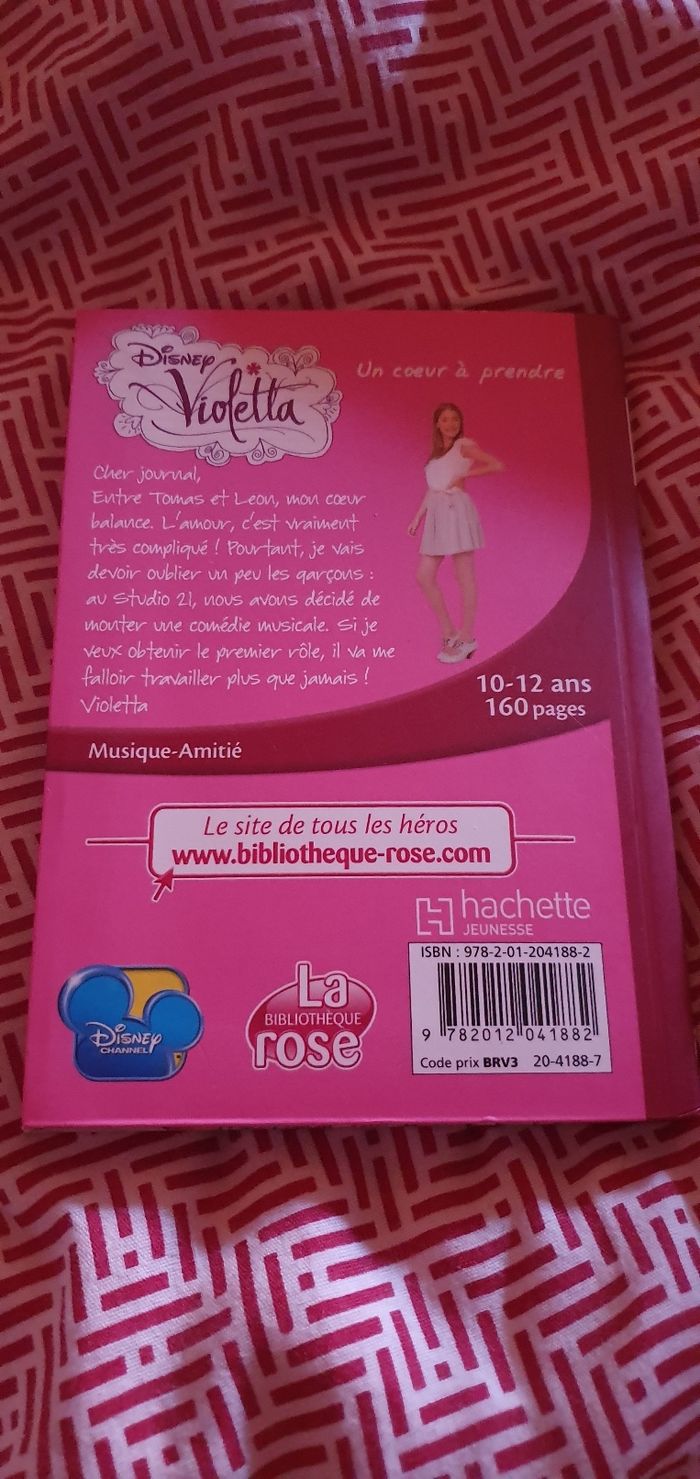 Disney
Violetta
Un coeur à prendre
Cher journal,
Entre Tomas et Leon, mon cœur
balance. L'amour, c'est vraiment
très compliqué ! Pourtant, je vais
devoir oublier un peu les garçons :
au Studio 21, nous avons décidé de
monter une comédie musicale. Si je
veux obtenir le premier rôle, il va me
falloir travailler plus que jamais !
Violetta
10-12 ans
160 pages
Musique-Amitié
Le site de tous les héros
www.bibliotheque-rose.com
hachette
JEUNESSE
ISBN : 978-2-01-204188-2
9 782012 041882
Code prix BRV3 20-4188-7
Disney
CHANNEL
La
BIBLIOTHÈQUE
rose